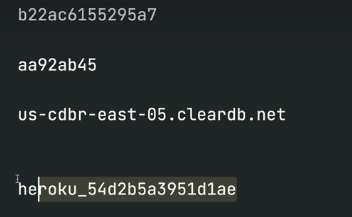 b22ac6155295a7
aa92ab45
us-cdbr-east-05.cleardb.net
heroku_54d2b5a3951d1ae